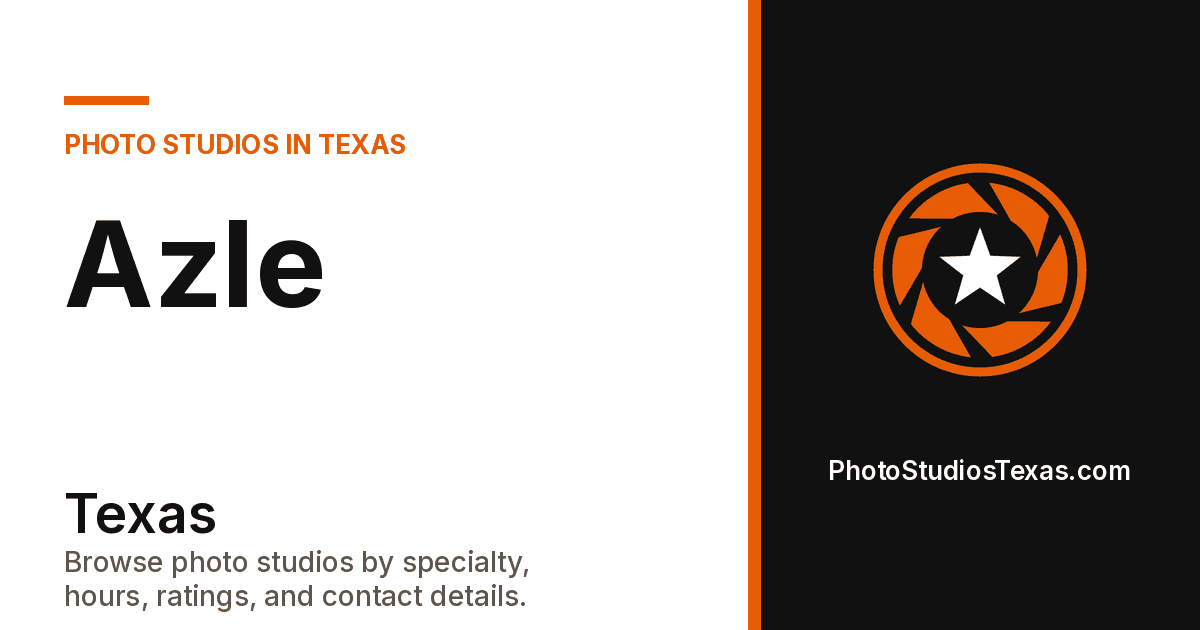 PHOTO STUDIOS IN TEXAS
Azle
Texas
Browse photo studios by specialty,
hours, ratings, and contact details.
PhotoStudiosTexas.com